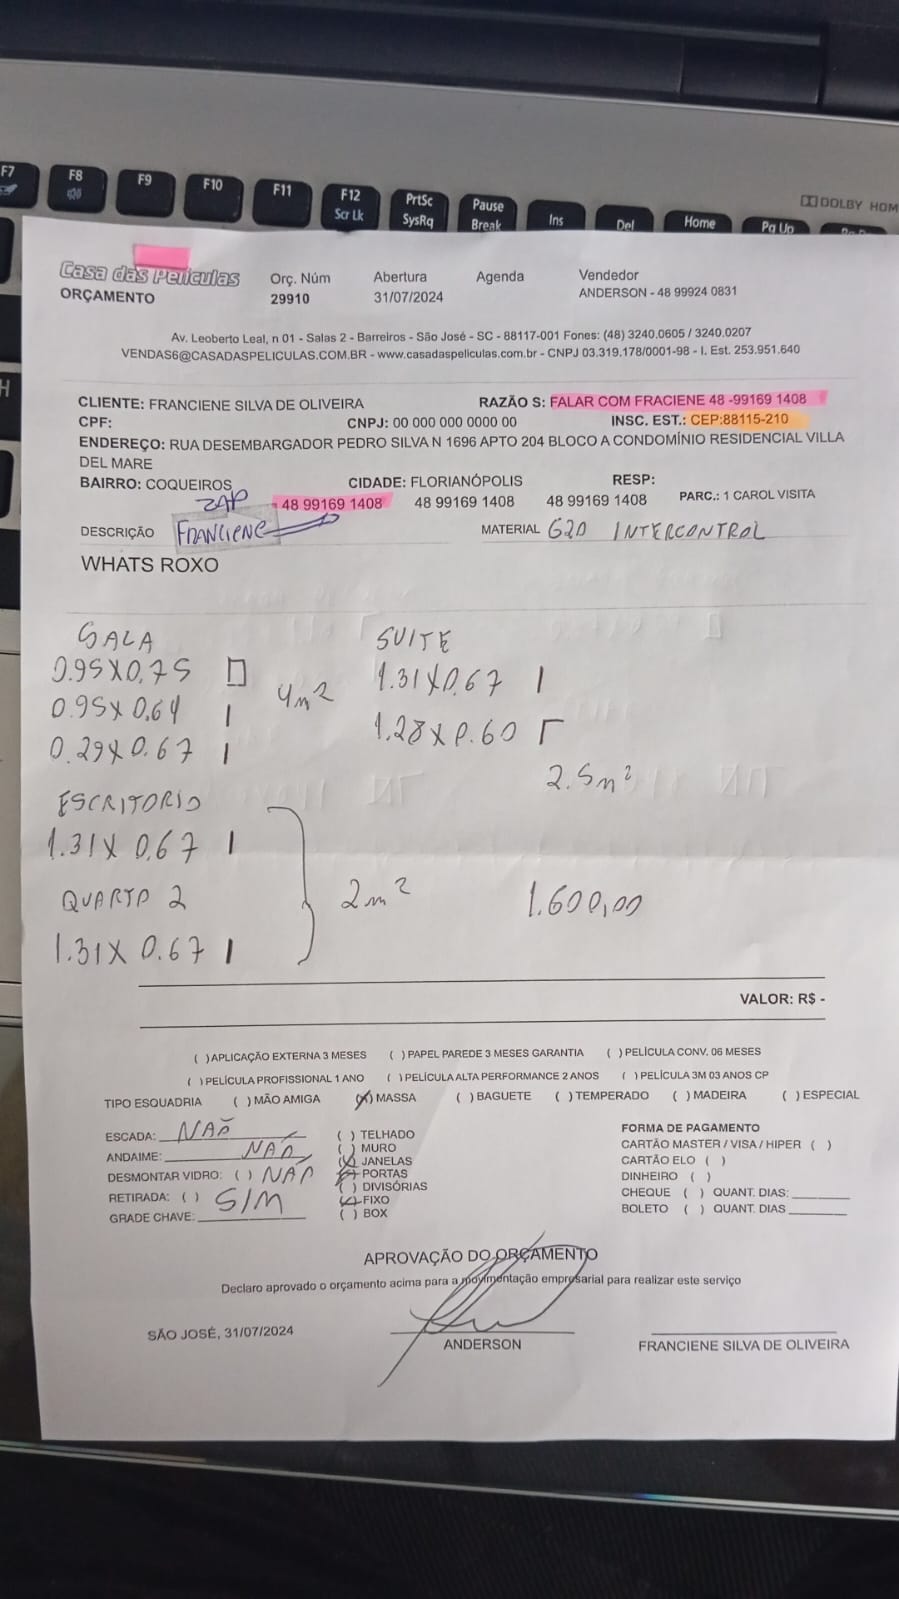 F7
F8
F9
F10
F11
F12
Scr Lk
PrtSc
SysRq
Pause
Break
Ins
Del
Home
Pg Up
DOLBY HOM
H
Casa das Películas
ORÇAMENTO
Orç. Núm
29910
Abertura
31/07/2024
Agenda
Vendedor
ANDERSON - 48 99924 0831
Av. Leoberto Leal, n 01 - Salas 2 - Barreiros - São José - SC - 88117-001 Fones: (48) 3240.0605 / 3240.0207
VENDAS6@CASADASPELICULAS.COM.BR - www.casadaspeliculas.com.br - CNPJ 03.319.178/0001-98 - I. Est. 253.951.640
CLIENTE: FRANCIENE SILVA DE OLIVEIRA RAZÃO S: FALAR COM FRACIENE 48 -99169 1408
CPF: CNPJ: 00 000 000 0000 00 INSC. EST.: CEP:88115-210
ENDEREÇO: RUA DESEMBARGADOR PEDRO SILVA N 1696 APTO 204 BLOCO A CONDOMÍNIO RESIDENCIAL VILLA
DEL MARE
BAIRRO: COQUEIROS CIDADE: FLORIANÓPOLIS RESP:
ZAP 48 99169 1408 48 99169 1408 48 99169 1408 PARC.: 1 CAROL VISITA
DESCRIÇÃO FRANCIENE MATERIAL G20 INTERCONTROL
WHATS ROXO
SALA
0.95X0,75
0.95X 0,64
0.29X0.67
4m2
SUITE
1.31X0.67
1.28X0.60
2.5m2
ESCRITORIO
1.31X 0.67
QUARTO 2
1.31X 0.67
2m2
1.600,00
VALOR: R$ -
( )APLICAÇÃO EXTERNA 3 MESES ( )PAPEL PAREDE 3 MESES GARANTIA ( )PELÍCULA CONV. 06 MESES
( )PELÍCULA PROFISSIONAL 1 ANO ( )PELÍCULA ALTA PERFORMANCE 2 ANOS ( )PELÍCULA 3M 03 ANOS CP
TIPO ESQUADRIA ( )MÃO AMIGA (X)MASSA ( )BAGUETE ( )TEMPERADO ( )MADEIRA ( )ESPECIAL
ESCADA: NAÕ
ANDAIME: NAÕ
DESMONTAR VIDRO: ( ) NÃO
RETIRADA: ( ) SIM
GRADE CHAVE:
( ) TELHADO
( ) MURO
(X) JANELAS
(X) PORTAS
( ) DIVISÓRIAS
(X) FIXO
( ) BOX
FORMA DE PAGAMENTO
CARTÃO MASTER / VISA / HIPER ( )
CARTÃO ELO ( )
DINHEIRO ( )
CHEQUE ( ) QUANT. DIAS:
BOLETO ( ) QUANT. DIAS
APROVAÇÃO DO ORÇAMENTO
Declaro aprovado o orçamento acima para a movimentação empresarial para realizar este serviço
SÃO JOSÉ, 31/07/2024
ANDERSON
FRANCIENE SILVA DE OLIVEIRA